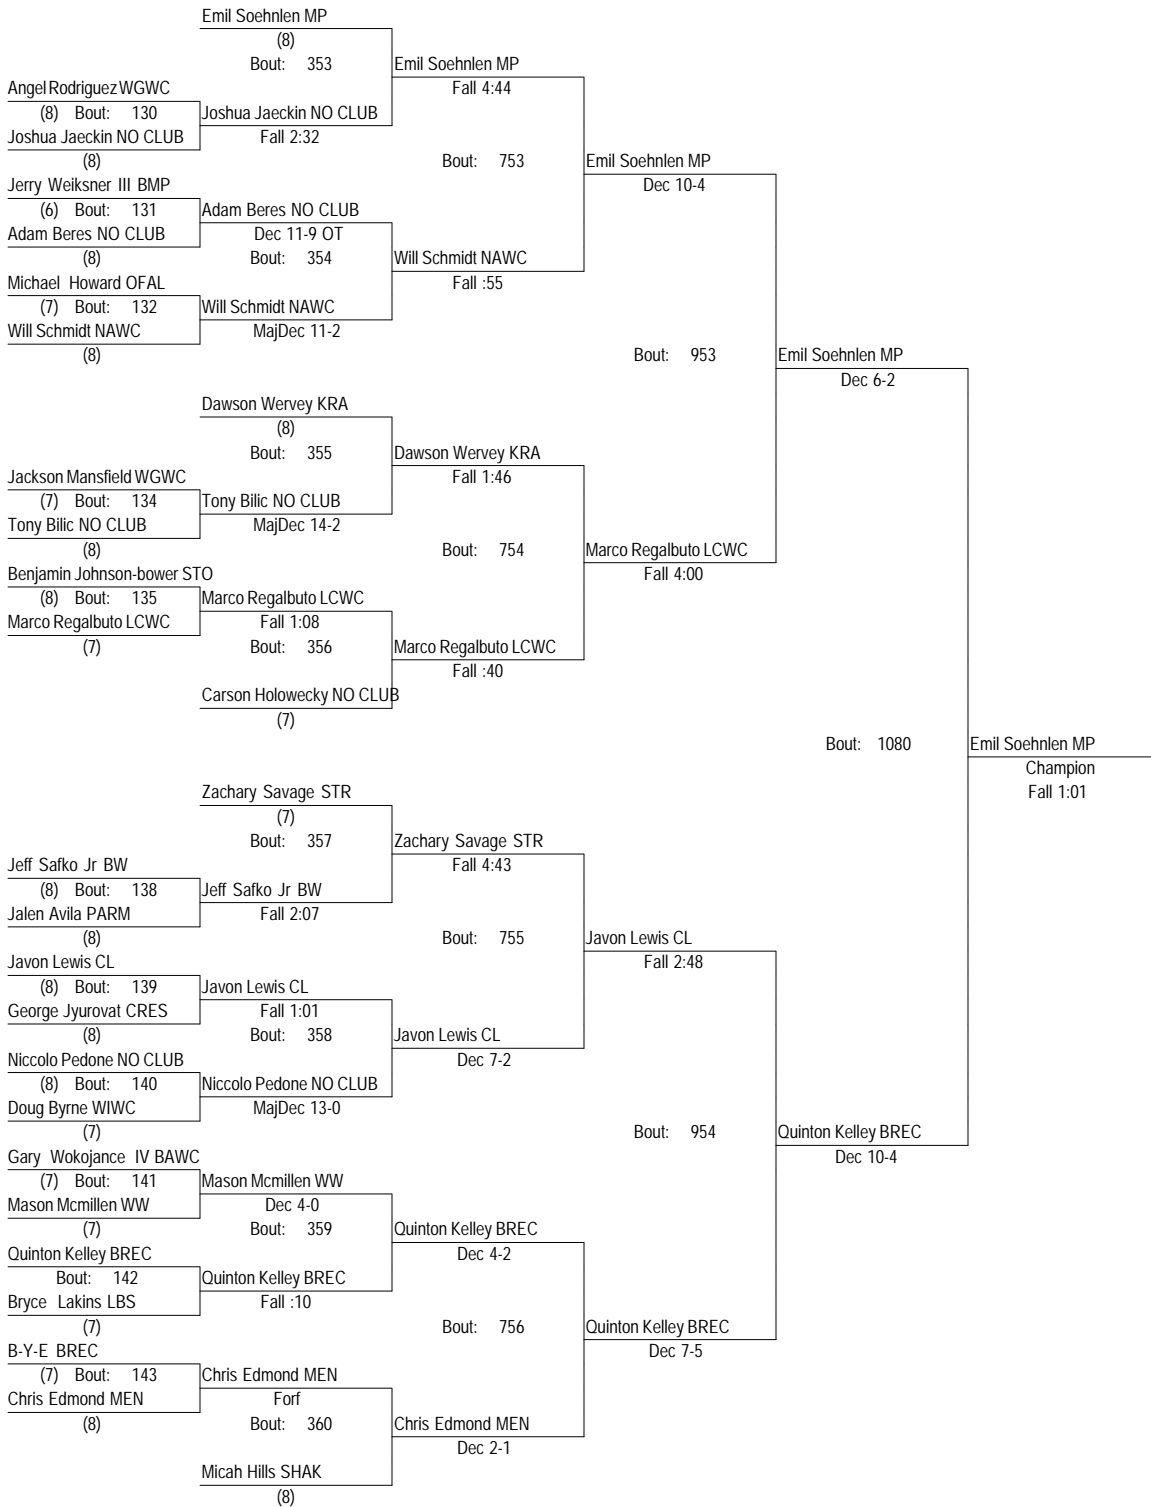 Emil Soehnlen MP
(8)
Bout: 353
Emil Soehnlen MP
Fall 4:44
Angel Rodriguez WGWC
(8) Bout: 130
Joshua Jaeckin NO CLUB
Joshua Jaeckin NO CLUB
Fall 2:32
(8)
Bout: 753
Emil Soehnlen MP
Dec 10-4
Jerry Weiksner III BMP
(6) Bout: 131
Adam Beres NO CLUB
Adam Beres NO CLUB
Dec 11-9 OT
(8)
Bout: 354
Will Schmidt NAWC
Fall :55
Michael Howard OFAL
(7) Bout: 132
Will Schmidt NAWC
Will Schmidt NAWC
MajDec 11-2
(8)
Bout: 953
Emil Soehnlen MP
Dec 6-2
Dawson Wervey KRA
(8)
Bout: 355
Dawson Wervey KRA
Fall 1:46
Jackson Mansfield WGWC
(7) Bout: 134
Tony Bilic NO CLUB
Tony Bilic NO CLUB
MajDec 14-2
(8)
Bout: 754
Marco Regalbuto LCWC
Fall 4:00
Benjamin Johnson-bower STO
(8) Bout: 135
Marco Regalbuto LCWC
Marco Regalbuto LCWC
Fall 1:08
(7)
Bout: 356
Marco Regalbuto LCWC
Fall :40
Carson Holowecky NO CLUB
(7)
Bout: 1080
Emil Soehnlen MP
Champion
Fall 1:01
Zachary Savage STR
(7)
Bout: 357
Zachary Savage STR
Fall 4:43
Jeff Safko Jr BW
(8) Bout: 138
Jeff Safko Jr BW
Jalen Avila PARM
Fall 2:07
(8)
Bout: 755
Javon Lewis CL
Fall 2:48
Javon Lewis CL
(8) Bout: 139
Javon Lewis CL
George Jyurovat CRES
Fall 1:01
(8)
Bout: 358
Javon Lewis CL
Dec 7-2
Niccolo Pedone NO CLUB
(8) Bout: 140
Niccolo Pedone NO CLUB
Doug Byrne WIWC
MajDec 13-0
(7)
Bout: 954
Quinton Kelley BREC
Dec 10-4
Gary Wokojance IV BAWC
(7) Bout: 141
Mason Mcmillen WW
Mason Mcmillen WW
Dec 4-0
(7)
Bout: 359
Quinton Kelley BREC
Dec 4-2
Quinton Kelley BREC
Bout: 142
Quinton Kelley BREC
Bryce Lakins LBS
Fall :10
(7)
Bout: 756
Quinton Kelley BREC
Dec 7-5
B-Y-E BREC
(7) Bout: 143
Chris Edmond MEN
Chris Edmond MEN
Forf
(8)
Bout: 360
Chris Edmond MEN
Dec 2-1
Micah Hills SHAK
(8)